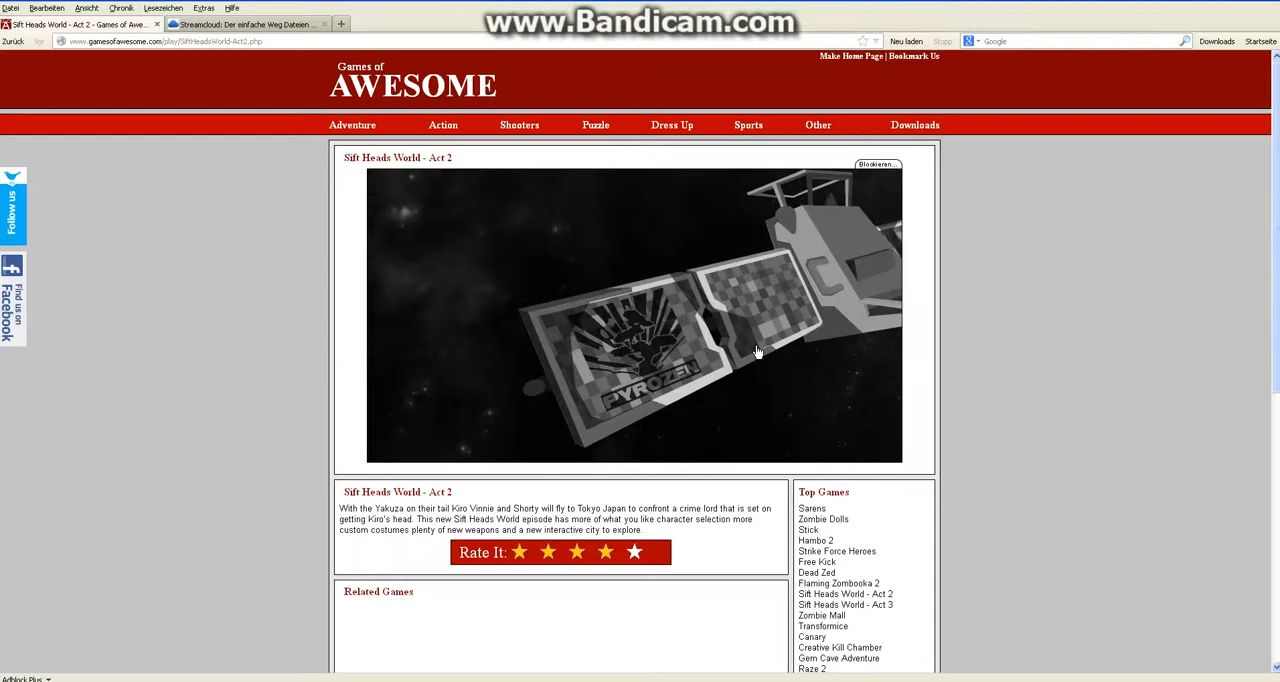 www.Bandicam.com
Datei Bearbeiten Ansicht Chronik Lesezeichen Extras Hilfe
Sift Heads World - Act 2 - Games of Awe...
Streamcloud: Der einfache Weg Dateien ...
Zurück Vor www.gamesofawesome.com/play/SiftHeadsWorld-Act2.php Neu laden Stopp Google Downloads Startseite
Make Home Page | Bookmark Us
Games of
AWESOME
Adventure Action Shooters Puzzle Dress Up Sports Other Downloads
Follow us
Find us on Facebook
Sift Heads World - Act 2
Blockieren...
PYROZEN
Sift Heads World - Act 2
With the Yakuza on their tail Kiro Vinnie and Shorty will fly to Tokyo Japan to confront a crime lord that is set on
getting Kiro's head. This new Sift Heads World episode has more of what you like character selection more
custom costumes plenty of new weapons and a new interactive city to explore.
Rate It:
Related Games
Top Games
Sarens
Zombie Dolls
Stick
Hambo 2
Strike Force Heroes
Free Kick
Dead Zed
Flaming Zombooka 2
Sift Heads World - Act 2
Sift Heads World - Act 3
Zombie Mall
Transformice
Canary
Creative Kill Chamber
Gem Cave Adventure
Raze 2
Adblock Plus